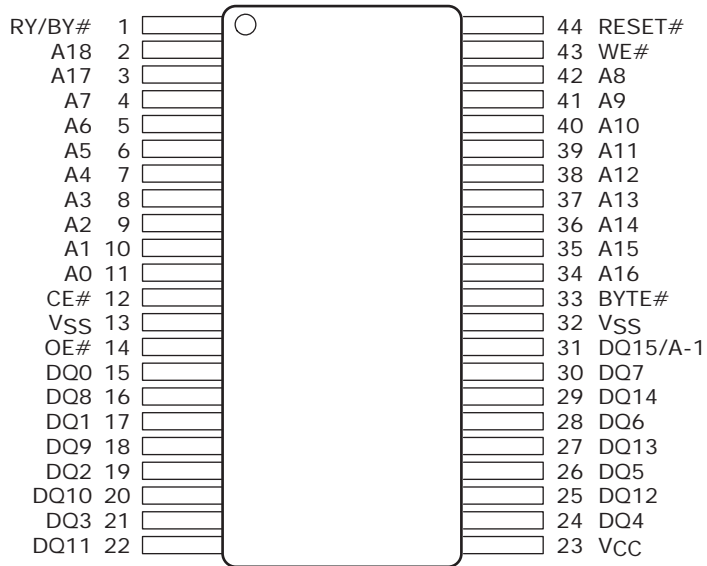 RY/BY# 1 44 RESET#
A18 2 43 WE#
A17 3 42 A8
A7 4 41 A9
A6 5 40 A10
A5 6 39 A11
A4 7 38 A12
A3 8 37 A13
A2 9 36 A14
A1 10 35 A15
A0 11 34 A16
CE# 12 33 BYTE#
VSS 13 32 VSS
OE# 14 31 DQ15/A-1
DQ0 15 30 DQ7
DQ8 16 29 DQ14
DQ1 17 28 DQ6
DQ9 18 27 DQ13
DQ2 19 26 DQ5
DQ10 20 25 DQ12
DQ3 21 24 DQ4
DQ11 22 23 VCC